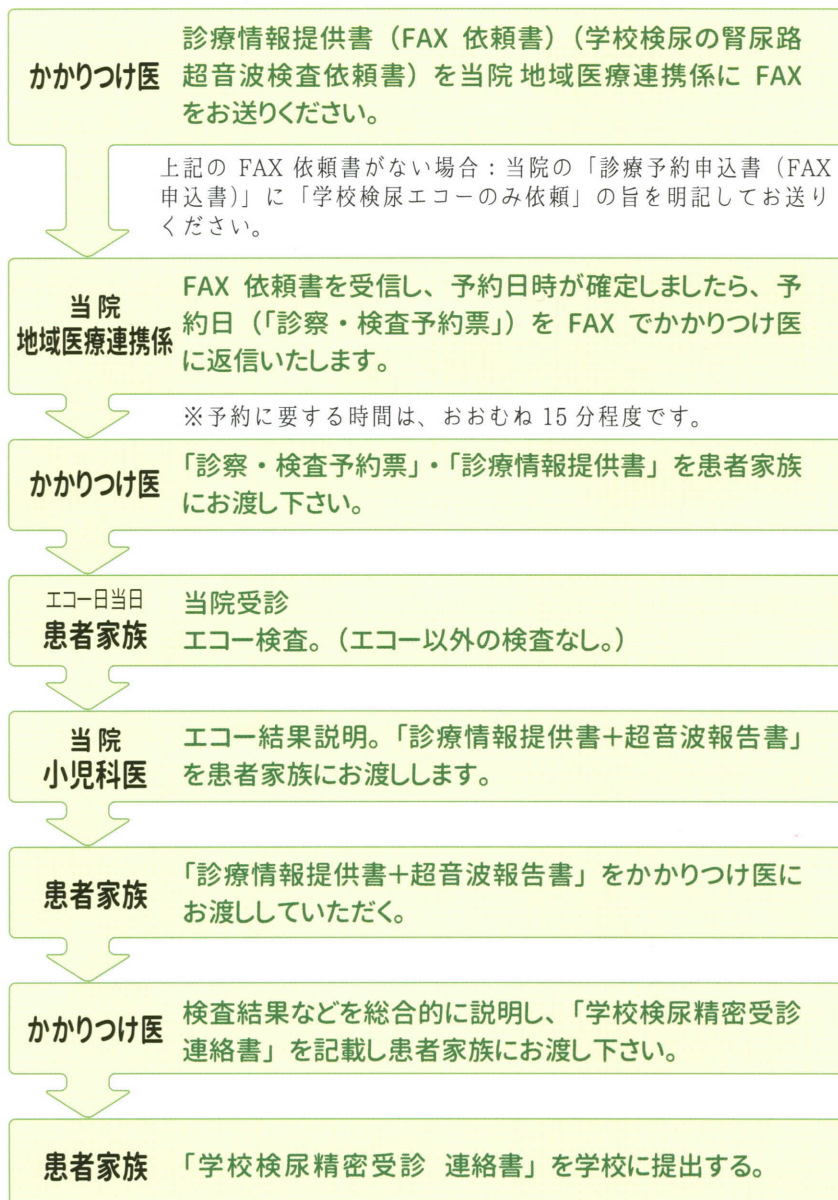 かかりつけ医
診療情報提供書（FAX 依頼書）（学校検尿の腎尿路
超音波検査依頼書）を当院 地域医療連携係に FAX
をお送りください。
上記の FAX 依頼書がない場合：当院の「診療予約申込書（FAX
申込書）」に「学校検尿エコーのみ依頼」の旨を明記してお送り
ください。
当院
地域医療連携係
FAX 依頼書を受信し、予約日時が確定しましたら、予
約日（「診察・検査予約票」）を FAX でかかりつけ医
に返信いたします。
※予約に要する時間は、おおむね 15 分程度です。
かかりつけ医
「診察・検査予約票」・「診療情報提供書」を患者家族
にお渡し下さい。
エコー日当日
患者家族
当院受診
エコー検査。（エコー以外の検査なし。）
当院
小児科医
エコー結果説明。「診療情報提供書＋超音波報告書」
を患者家族にお渡しします。
患者家族
「診療情報提供書＋超音波報告書」をかかりつけ医に
お渡ししていただく。
かかりつけ医
検査結果などを総合的に説明し、「学校検尿精密受診
連絡書」を記載し患者家族にお渡し下さい。
患者家族
「学校検尿精密受診 連絡書」を学校に提出する。